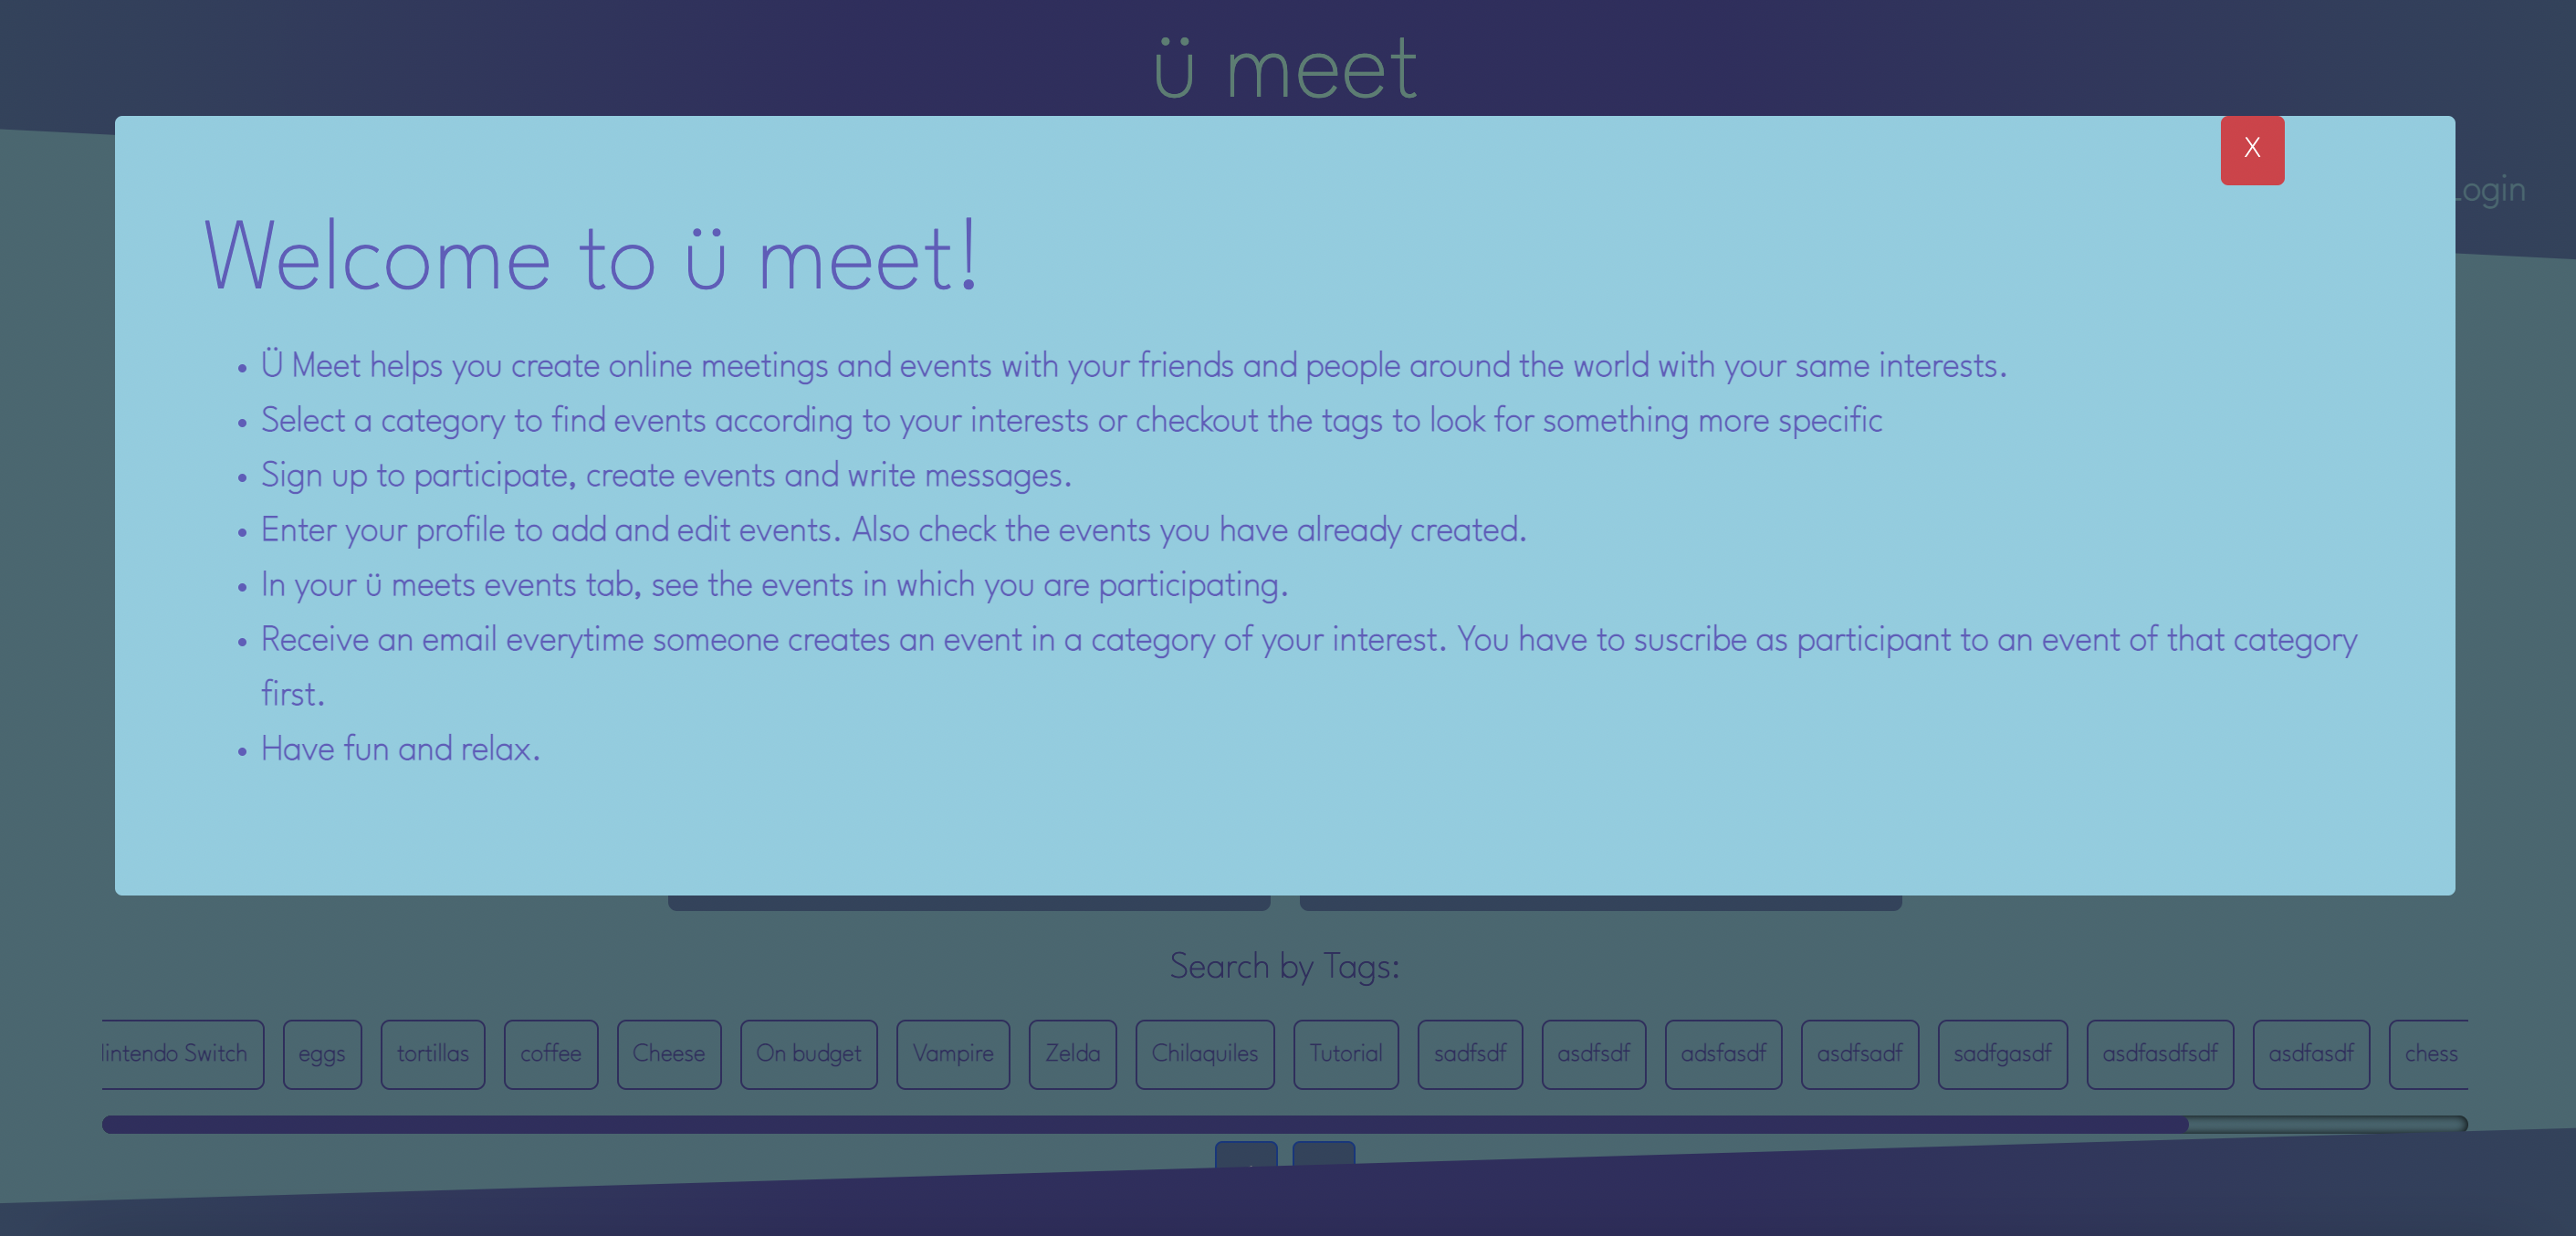 ü meet
X
Login
Welcome to ü meet!
• Ü Meet helps you create online meetings and events with your friends and people around the world with your same interests.
• Select a category to find events according to your interests or checkout the tags to look for something more specific
• Sign up to participate, create events and write messages.
• Enter your profile to add and edit events. Also check the events you have already created.
• In your ü meets events tab, see the events in which you are participating.
• Receive an email everytime someone creates an event in a category of your interest. You have to suscribe as participant to an event of that category
first.
• Have fun and relax.
Search by Tags:
Nintendo Switch eggs tortillas coffee Cheese On budget Vampire Zelda Chilaquiles Tutorial sadfsdf asdfsdf adsfasdf asdfsadf sadfgasdf asdfasdfsdf asdfasdf chess